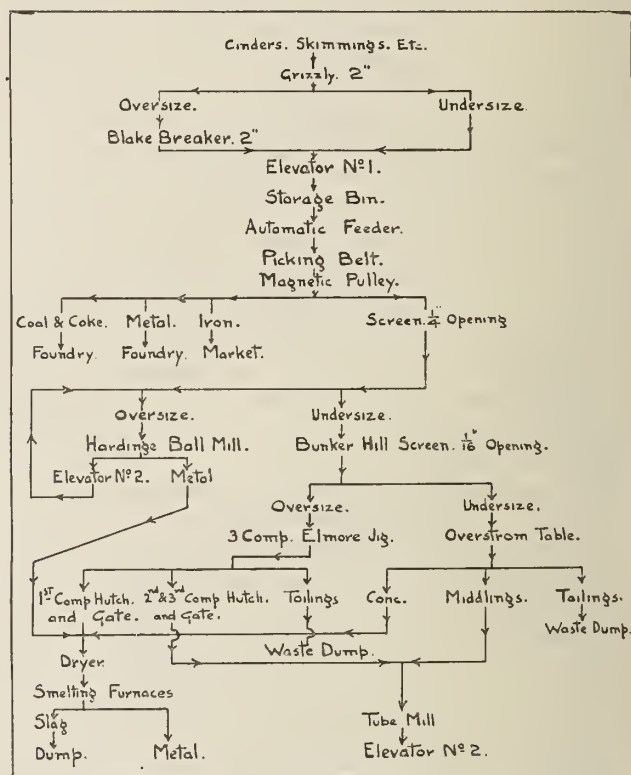 Cinders. Skimmings. Etc.
Grizzly. 2"
Oversize. Undersize.
Blake Breaker. 2"
Elevator Nº1.
Storage Bin.
Automatic Feeder.
Picking Belt.
Magnetic Pulley.
Coal & Coke. Metal. Iron. Screen. 1/4" Opening
Foundry. Foundry. Market.
Oversize. Undersize.
Hardinge Ball Mill. Bunker Hill Screen. 1/16" Opening.
Elevator Nº2. Metal
Oversize. Undersize.
3 Comp. Elmore Jig. Overstrom Table.
1ST Comp Hutch. 2nd & 3rd Comp Hutch. Tailings Conc. Middlings. Tailings.
and Gate. and Gate.
Waste Dump.
Waste Dump.
Dryer.
Smelting Furnaces
Slag Tube Mill
Dump. Metal. Elevator Nº2.